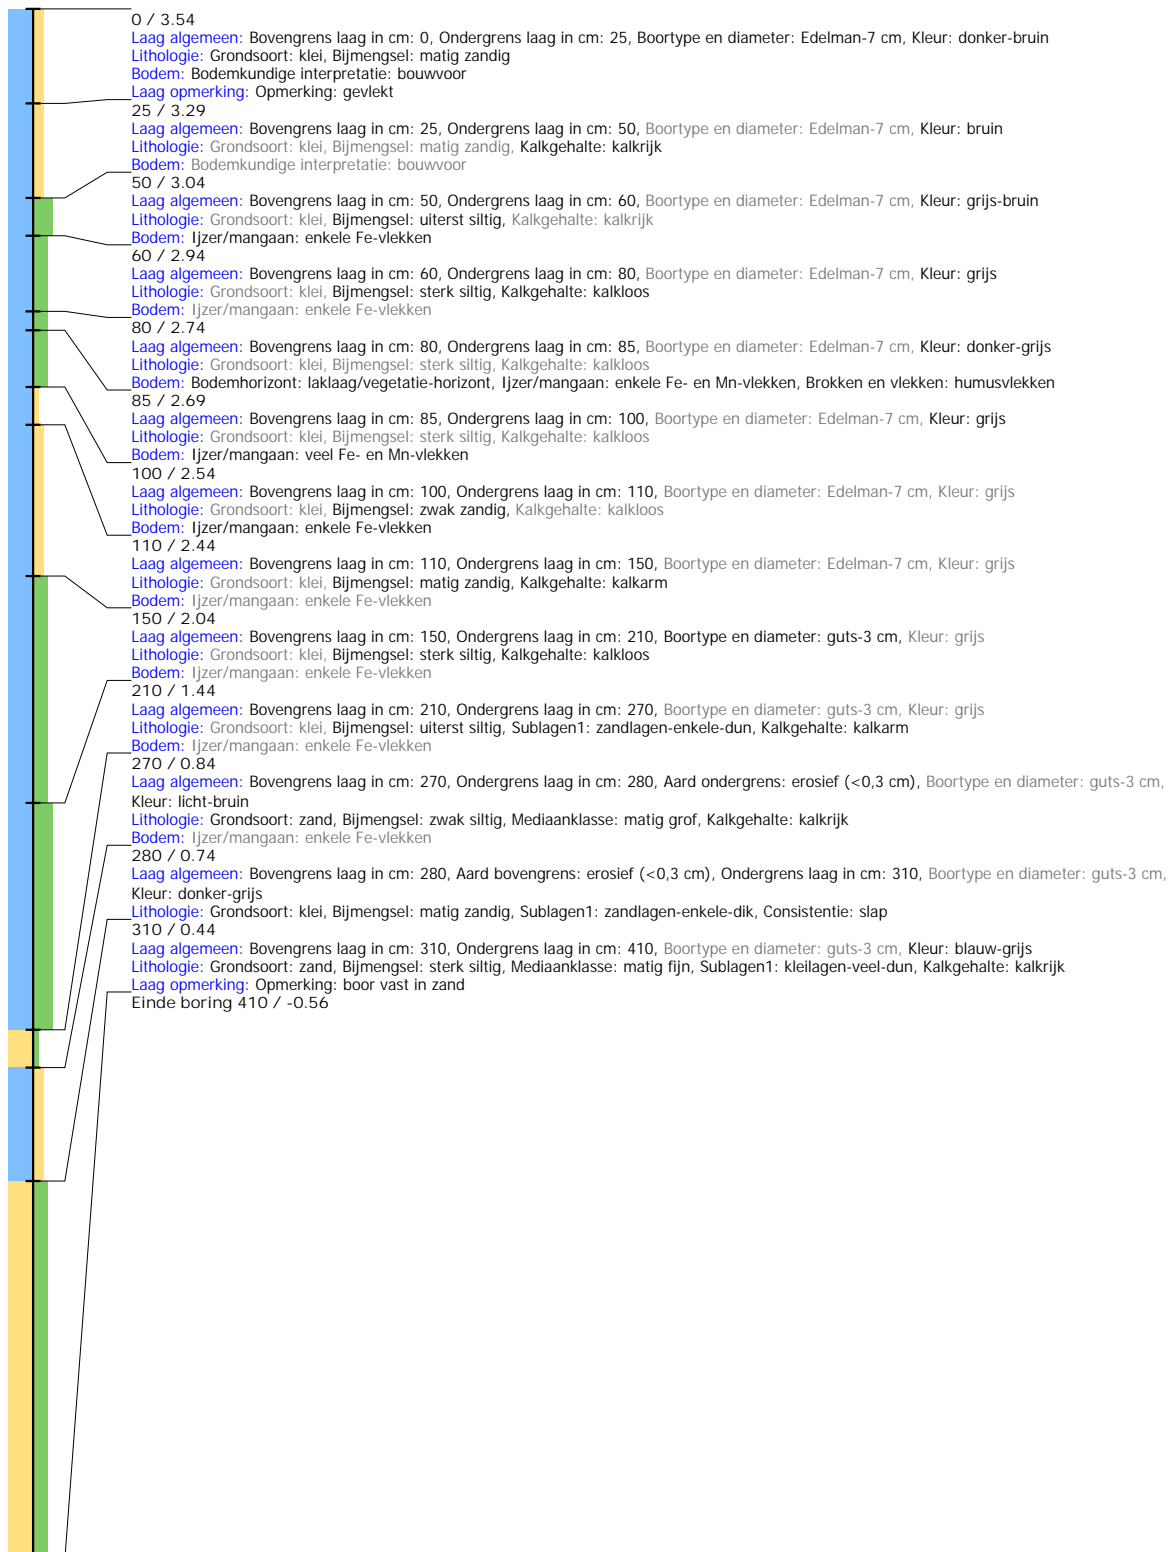 0 / 3.54
Laag algemeen: Bovengrens laag in cm: 0, Ondergrens laag in cm: 25, Boortype en diameter: Edelman-7 cm, Kleur: donker-bruin
Lithologie: Grondsoort: klei, Bijmengsel: matig zandig
Bodem: Bodemkundige interpretatie: bouwvoor
Laag opmerking: Opmerking: gevlekt
25 / 3.29
Laag algemeen: Bovengrens laag in cm: 25, Ondergrens laag in cm: 50, Boortype en diameter: Edelman-7 cm, Kleur: bruin
Lithologie: Grondsoort: klei, Bijmengsel: matig zandig, Kalkgehalte: kalkrijk
Bodem: Bodemkundige interpretatie: bouwvoor
50 / 3.04
Laag algemeen: Bovengrens laag in cm: 50, Ondergrens laag in cm: 60, Boortype en diameter: Edelman-7 cm, Kleur: grijs-bruin
Lithologie: Grondsoort: klei, Bijmengsel: uiterst siltig, Kalkgehalte: kalkrijk
Bodem: Ijzer/mangaan: enkele Fe-vlekken
60 / 2.94
Laag algemeen: Bovengrens laag in cm: 60, Ondergrens laag in cm: 80, Boortype en diameter: Edelman-7 cm, Kleur: grijs
Lithologie: Grondsoort: klei, Bijmengsel: sterk siltig, Kalkgehalte: kalkloos
Bodem: Ijzer/mangaan: enkele Fe-vlekken
80 / 2.74
Laag algemeen: Bovengrens laag in cm: 80, Ondergrens laag in cm: 85, Boortype en diameter: Edelman-7 cm, Kleur: donker-grijs
Lithologie: Grondsoort: klei, Bijmengsel: sterk siltig, Kalkgehalte: kalkloos
Bodem: Bodemhorizont: laklaag/vegetatie-horizont, Ijzer/mangaan: enkele Fe- en Mn-vlekken, Brokken en vlekken: humusvlekken
85 / 2.69
Laag algemeen: Bovengrens laag in cm: 85, Ondergrens laag in cm: 100, Boortype en diameter: Edelman-7 cm, Kleur: grijs
Lithologie: Grondsoort: klei, Bijmengsel: sterk siltig, Kalkgehalte: kalkloos
Bodem: Ijzer/mangaan: veel Fe- en Mn-vlekken
100 / 2.54
Laag algemeen: Bovengrens laag in cm: 100, Ondergrens laag in cm: 110, Boortype en diameter: Edelman-7 cm, Kleur: grijs
Lithologie: Grondsoort: klei, Bijmengsel: zwak zandig, Kalkgehalte: kalkloos
Bodem: Ijzer/mangaan: enkele Fe-vlekken
110 / 2.44
Laag algemeen: Bovengrens laag in cm: 110, Ondergrens laag in cm: 150, Boortype en diameter: Edelman-7 cm, Kleur: grijs
Lithologie: Grondsoort: klei, Bijmengsel: matig zandig, Kalkgehalte: kalkarm
Bodem: Ijzer/mangaan: enkele Fe-vlekken
150 / 2.04
Laag algemeen: Bovengrens laag in cm: 150, Ondergrens laag in cm: 210, Boortype en diameter: guts-3 cm, Kleur: grijs
Lithologie: Grondsoort: klei, Bijmengsel: sterk siltig, Kalkgehalte: kalkloos
Bodem: Ijzer/mangaan: enkele Fe-vlekken
210 / 1.44
Laag algemeen: Bovengrens laag in cm: 210, Ondergrens laag in cm: 270, Boortype en diameter: guts-3 cm, Kleur: grijs
Lithologie: Grondsoort: klei, Bijmengsel: uiterst siltig, Sublagen1: zandlagen-enkele-dun, Kalkgehalte: kalkarm
Bodem: Ijzer/mangaan: enkele Fe-vlekken
270 / 0.84
Laag algemeen: Bovengrens laag in cm: 270, Ondergrens laag in cm: 280, Aard ondergrens: erosief (<0,3 cm), Boortype en diameter: guts-3 cm,
Kleur: licht-bruin
Lithologie: Grondsoort: zand, Bijmengsel: zwak siltig, Mediaanklasse: matig grof, Kalkgehalte: kalkrijk
Bodem: Ijzer/mangaan: enkele Fe-vlekken
280 / 0.74
Laag algemeen: Bovengrens laag in cm: 280, Aard bovengrens: erosief (<0,3 cm), Ondergrens laag in cm: 310, Boortype en diameter: guts-3 cm,
Kleur: donker-grijs
Lithologie: Grondsoort: klei, Bijmengsel: matig zandig, Sublagen1: zandlagen-enkele-dik, Consistentie: slap
310 / 0.44
Laag algemeen: Bovengrens laag in cm: 310, Ondergrens laag in cm: 410, Boortype en diameter: guts-3 cm, Kleur: blauw-grijs
Lithologie: Grondsoort: zand, Bijmengsel: sterk siltig, Mediaanklasse: matig fijn, Sublagen1: kleilagen-veel-dun, Kalkgehalte: kalkrijk
Laag opmerking: Opmerking: boor vast in zand
Einde boring 410 / -0.56